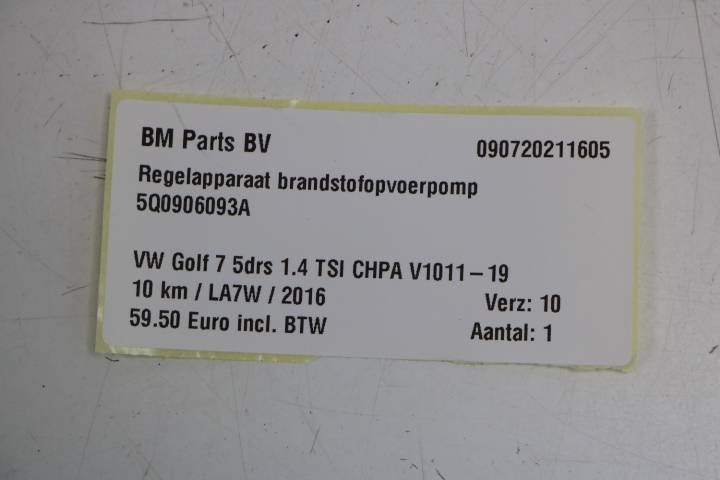 BM Parts BV 090720211605
Regelapparaat brandstofopvoerpomp
5Q0906093A
VW Golf 7 5drs 1.4 TSI CHPA V1011-19
10 km / LA7W / 2016 Verz: 10
59.50 Euro incl. BTW Aantal: 1